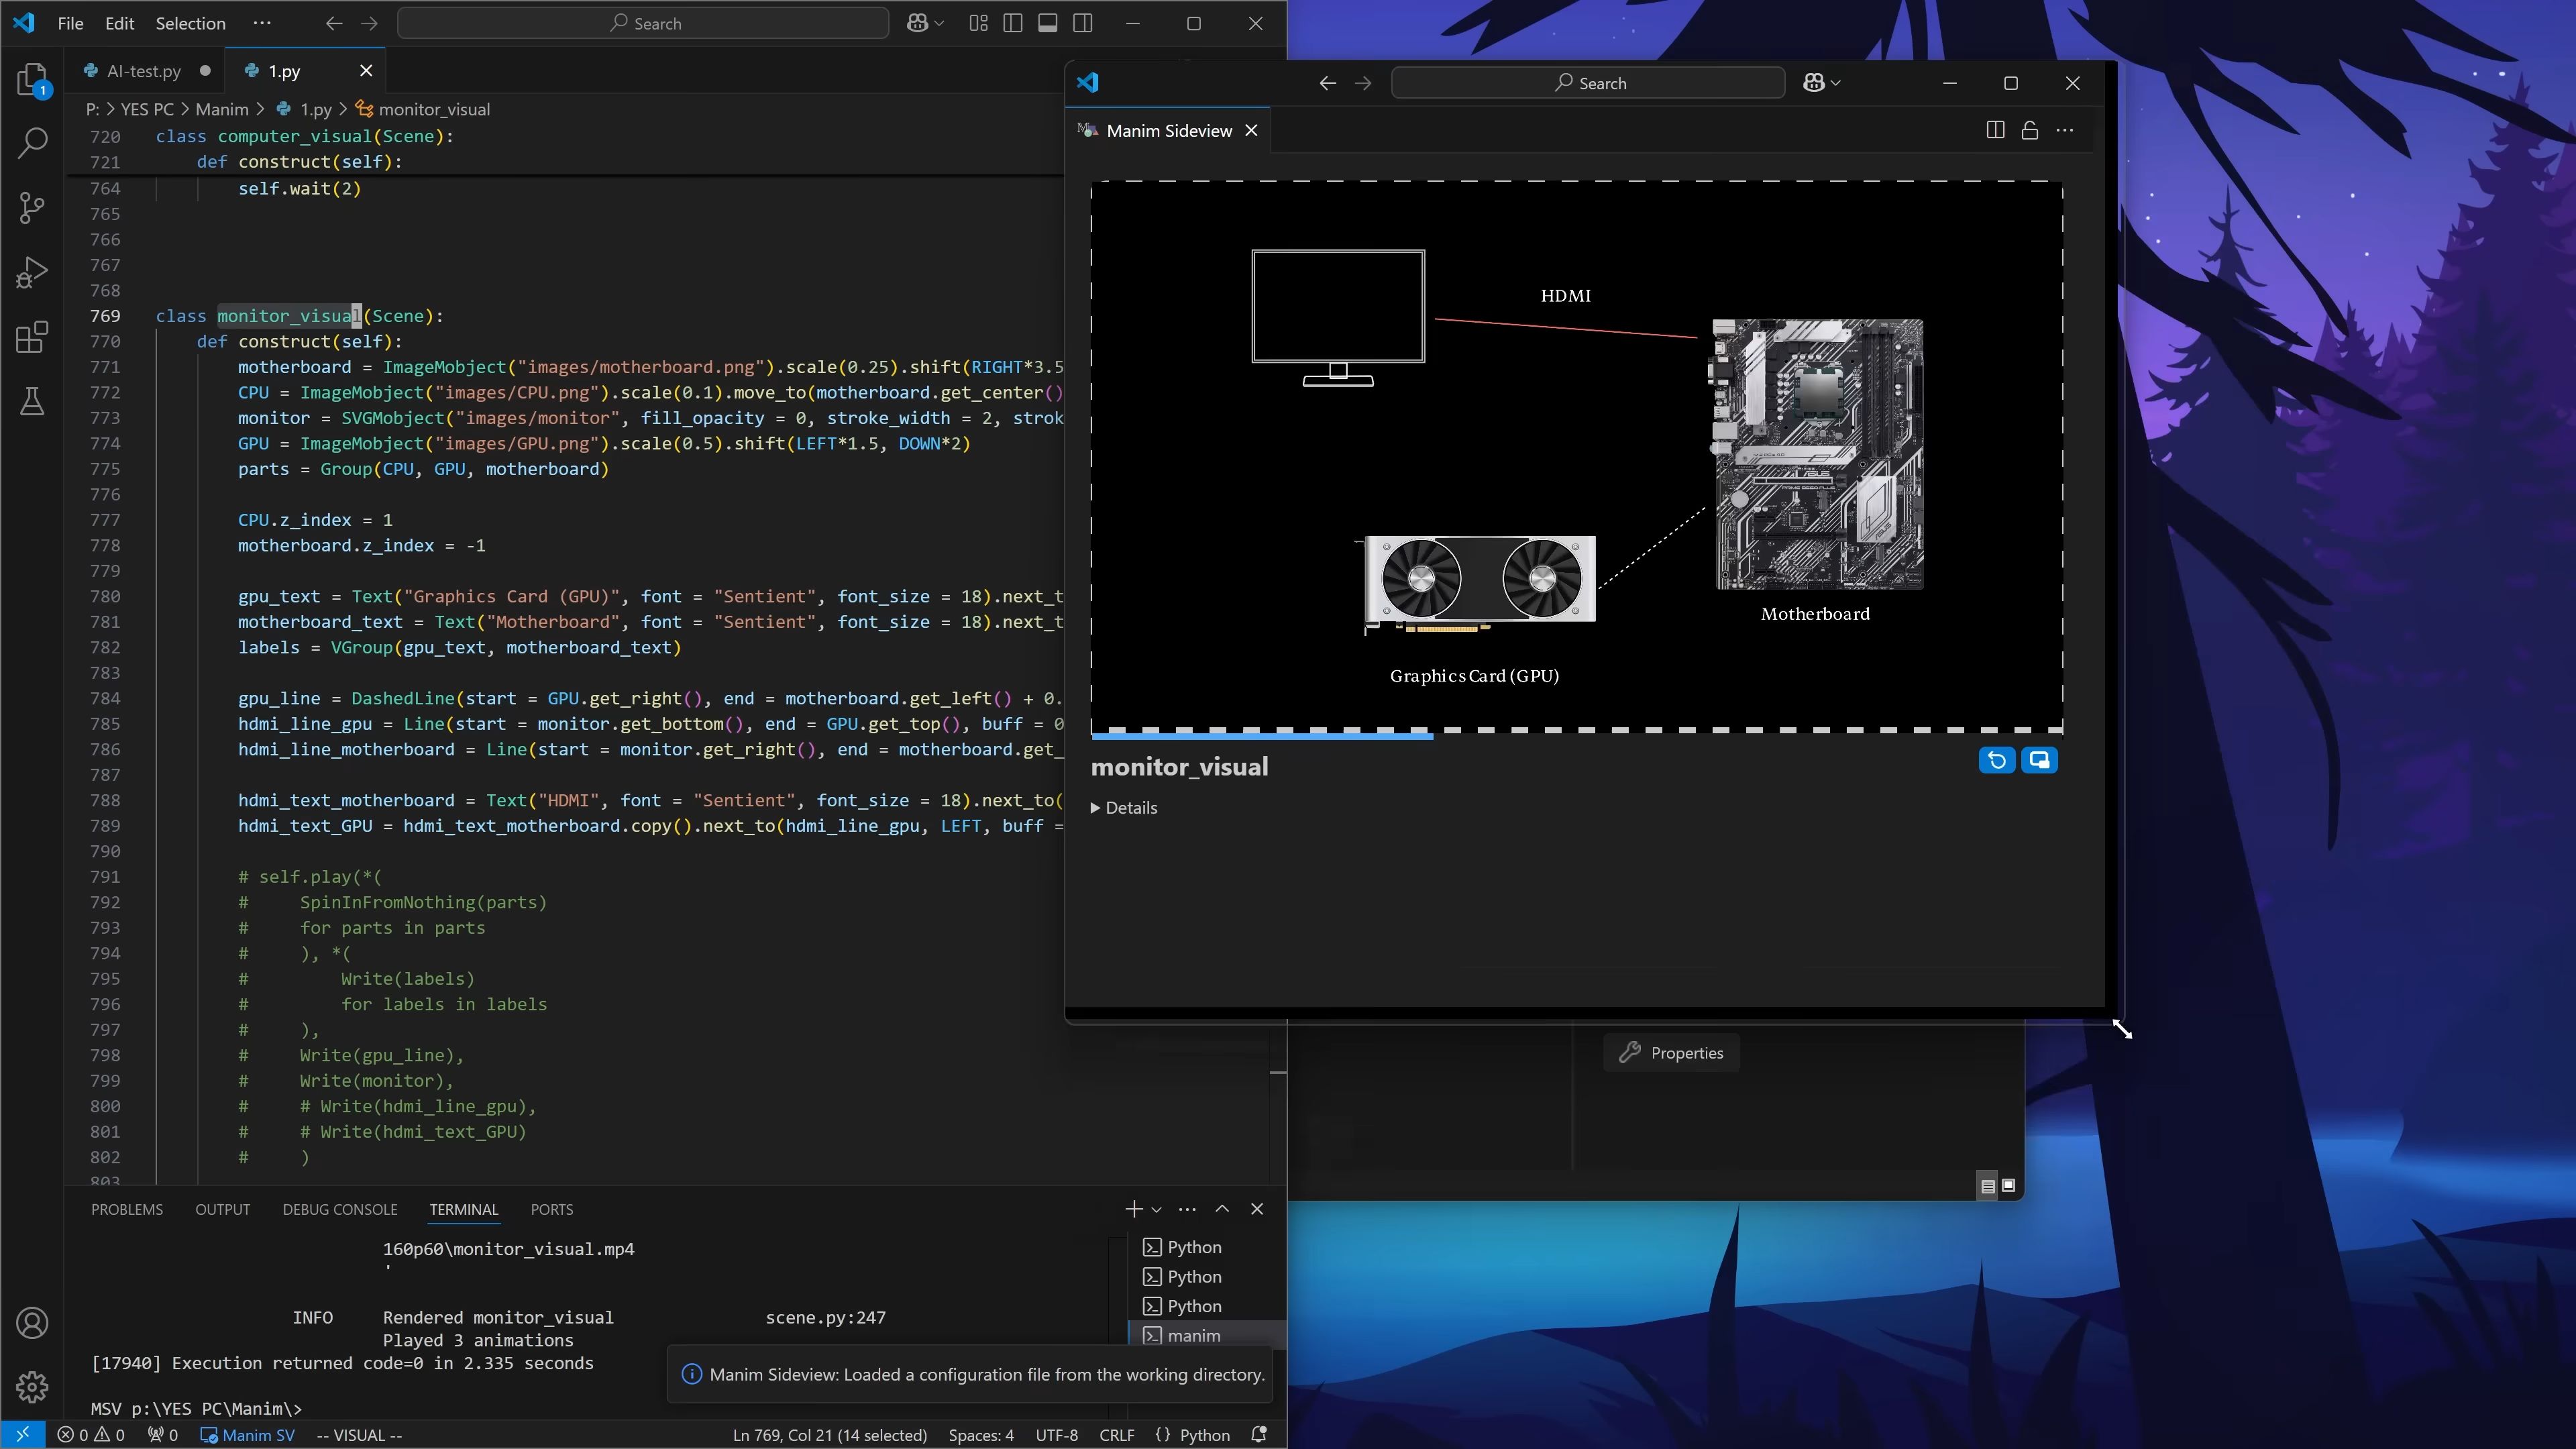 File Edit Selection ··· Search
AI-test.py 1.py
P: > YES PC > Manim > 1.py > monitor_visual
720 class computer_visual(Scene):
721 def construct(self):
764 self.wait(2)
765
766
767
768
769 class monitor_visual(Scene):
770 def construct(self):
771 motherboard = ImageMobject("images/motherboard.png").scale(0.25).shift(RIGHT*3.5
772 CPU = ImageMobject("images/CPU.png").scale(0.1).move_to(motherboard.get_center()
773 monitor = SVGMobject("images/monitor", fill_opacity = 0, stroke_width = 2, strok
774 GPU = ImageMobject("images/GPU.png").scale(0.5).shift(LEFT*1.5, DOWN*2)
775 parts = Group(CPU, GPU, motherboard)
776
777 CPU.z_index = 1
778 motherboard.z_index = -1
779
780 gpu_text = Text("Graphics Card (GPU)", font = "Sentient", font_size = 18).next_t
781 motherboard_text = Text("Motherboard", font = "Sentient", font_size = 18).next_t
782 labels = VGroup(gpu_text, motherboard_text)
783
784 gpu_line = DashedLine(start = GPU.get_right(), end = motherboard.get_left() + 0.
785 hdmi_line_gpu = Line(start = monitor.get_bottom(), end = GPU.get_top(), buff = 0
786 hdmi_line_motherboard = Line(start = monitor.get_right(), end = motherboard.get_
787
788 hdmi_text_motherboard = Text("HDMI", font = "Sentient", font_size = 18).next_to(
789 hdmi_text_GPU = hdmi_text_motherboard.copy().next_to(hdmi_line_gpu, LEFT, buff =
790
791 # self.play(*(
792 # SpinInFromNothing(parts)
793 # for parts in parts
794 # ), *(
795 # Write(labels)
796 # for labels in labels
797 # ),
798 # Write(gpu_line),
799 # Write(monitor),
800 # # Write(hdmi_line_gpu),
801 # # Write(hdmi_text_GPU)
802 # )
803
PROBLEMS OUTPUT DEBUG CONSOLE TERMINAL PORTS
160p60\monitor_visual.mp4
'
INFO Rendered monitor_visual scene.py:247
Played 3 animations
[17940] Execution returned code=0 in 2.335 seconds
MSV p:\YES PC\Manim\>
Python
Python
Python
manim
Manim Sideview: Loaded a configuration file from the working directory.
0 0 0 Manim SV -- VISUAL -- Ln 769, Col 21 (14 selected) Spaces: 4 UTF-8 CRLF {} Python
1
Search
Manim Sideview
HDMI
Motherboard
Graphics Card (GPU)
monitor_visual
Details
Properties